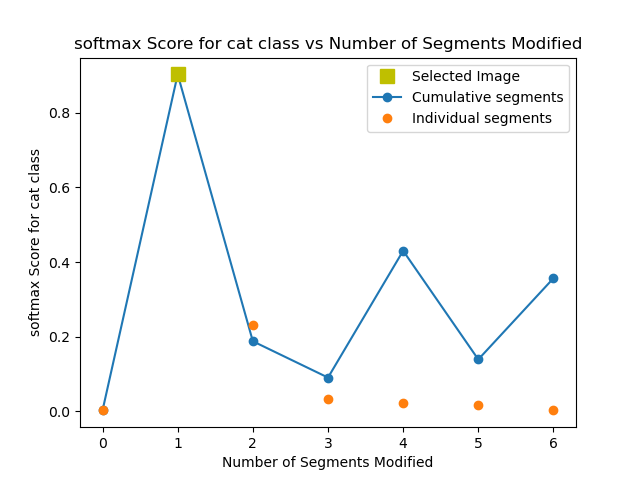 softmax Score for cat class vs Number of Segments Modified
Selected Image
Cumulative segments
Individual segments
softmax Score for cat class
0.8
0.6
0.4
0.2
0.0
0 1 2 3 4 5 6
Number of Segments Modified